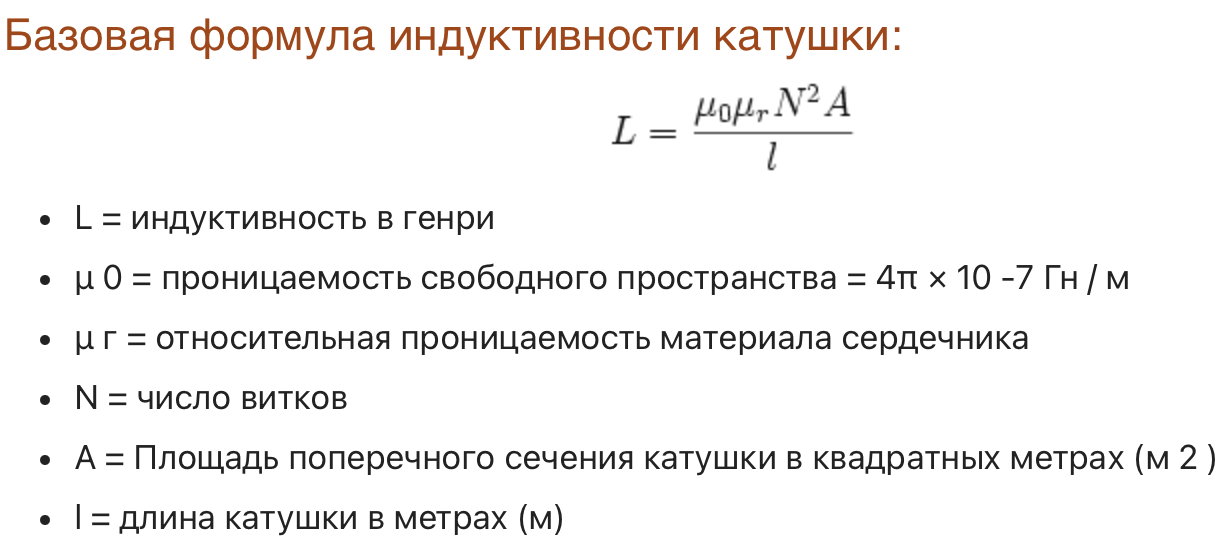 Базовая формула индуктивности катушки:
L = μ₀μᵣN²A / l
• L = индуктивность в генри
• μ 0 = проницаемость свободного пространства = 4π × 10 -7 Гн / м
• μ г = относительная проницаемость материала сердечника
• N = число витков
• A = Площадь поперечного сечения катушки в квадратных метрах (м 2 )
• l = длина катушки в метрах (м)